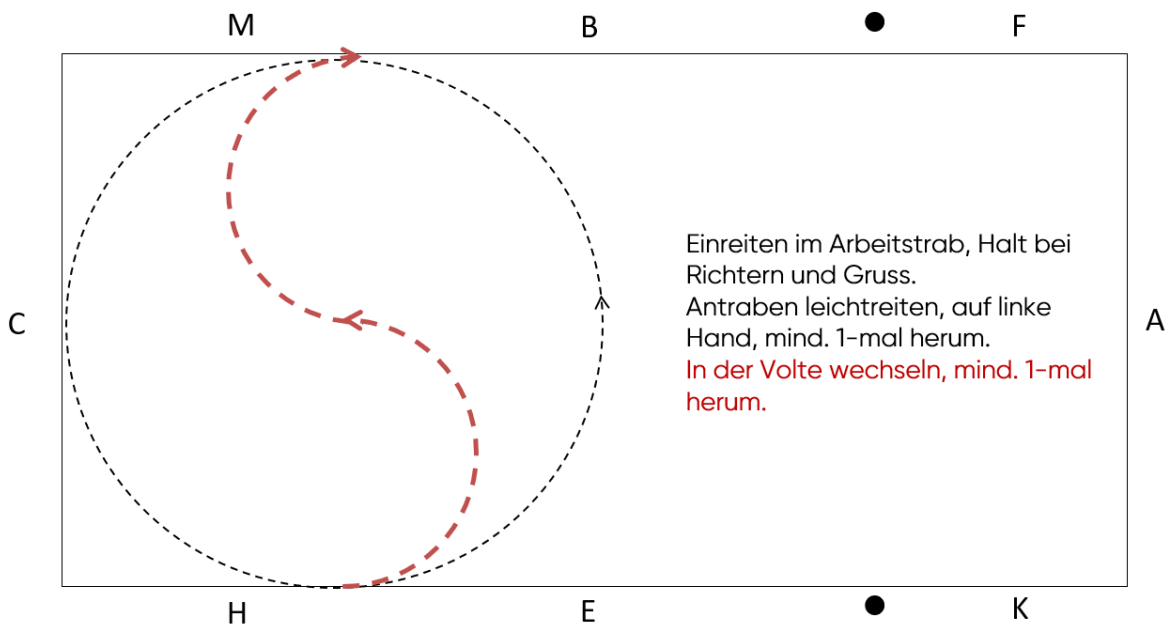 M
B
F
Einreiten im Arbeitstrab, Halt bei
Richtern und Gruss.
Antraben leichtreiten, auf linke
Hand, mind. 1-mal herum.
In der Volte wechseln, mind. 1-mal
herum.
C
A
H
E
K